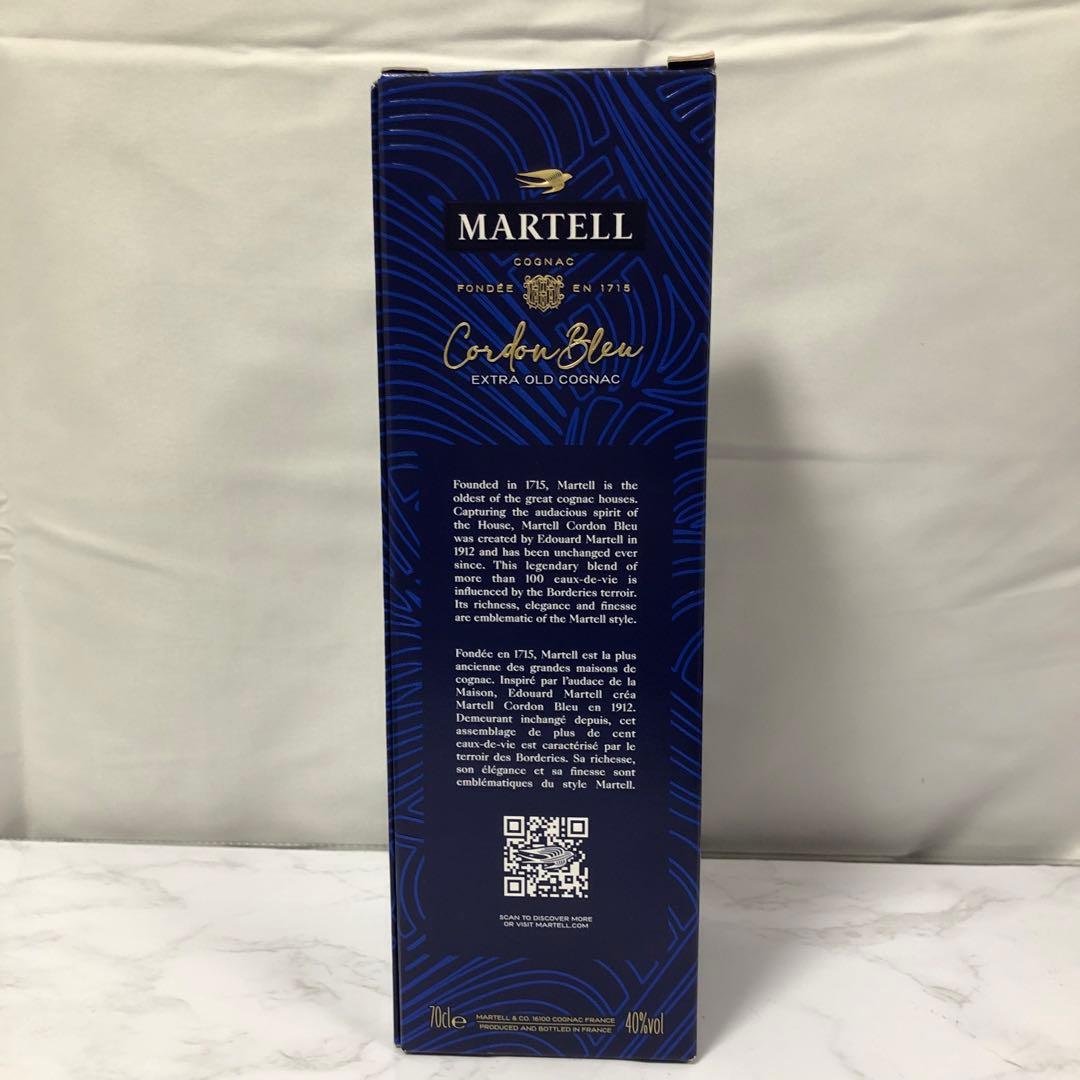 MARTELL
COGNAC
FONDÉE EN 1715
Cordon Bleu
EXTRA OLD COGNAC
Founded in 1715, Martell is the
oldest of the great cognac houses.
Capturing the audacious spirit of
the House, Martell Cordon Bleu
was created by Edouard Martell in
1912 and has been unchanged ever
since. This legendary blend of
more than 100 eaux-de-vie is
influenced by the Borderies terroir.
Its richness, elegance and finesse
are emblematic of the Martell style.
Fondée en 1715, Martell est la plus
ancienne des grandes maisons de
cognac. Inspiré par l'audace de la
Maison, Edouard Martell créa
Martell Cordon Bleu en 1912.
Demeurant inchangé depuis, cet
assemblage de plus de cent
eaux-de-vie est caractérisé par le
terroir des Borderies. Sa richesse,
son élégance et sa finesse sont
emblématiques du style Martell.
SCAN TO DISCOVER MORE
OR VISIT MARTELL.COM
70cle MARTELL & CO. 16100 COGNAC FRANCE 40%vol
PRODUCED AND BOTTLED IN FRANCE